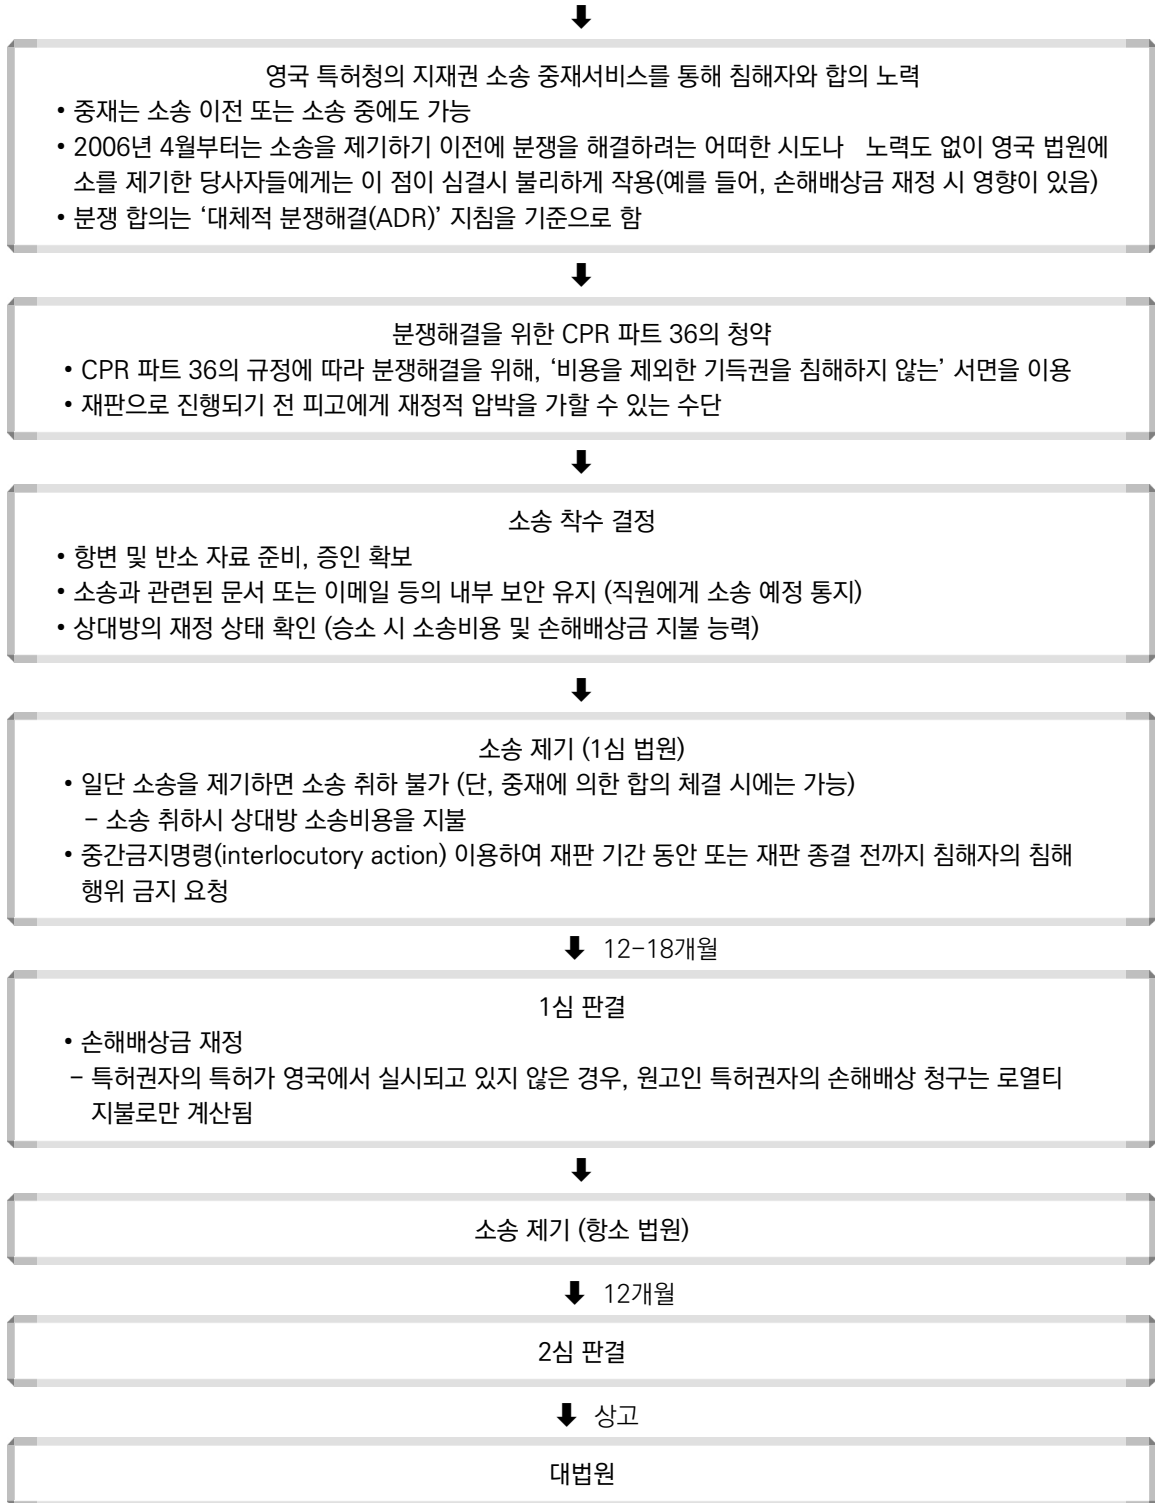 영국 특허청의 지재권 소송 중재서비스를 통해 침해자와 합의 노력
• 중재는 소송 이전 또는 소송 중에도 가능
• 2006년 4월부터는 소송을 제기하기 이전에 분쟁을 해결하려는 어떠한 시도나 노력도 없이 영국 법원에
소를 제기한 당사자들에게는 이 점이 심결시 불리하게 작용(예를 들어, 손해배상금 재정 시 영향이 있음)
• 분쟁 합의는 ‘대체적 분쟁해결(ADR)’ 지침을 기준으로 함
분쟁해결을 위한 CPR 파트 36의 청약
• CPR 파트 36의 규정에 따라 분쟁해결을 위해, ‘비용을 제외한 기득권을 침해하지 않는’ 서면을 이용
• 재판으로 진행되기 전 피고에게 재정적 압박을 가할 수 있는 수단
소송 착수 결정
• 항변 및 반소 자료 준비, 증인 확보
• 소송과 관련된 문서 또는 이메일 등의 내부 보안 유지 (직원에게 소송 예정 통지)
• 상대방의 재정 상태 확인 (승소 시 소송비용 및 손해배상금 지불 능력)
소송 제기 (1심 법원)
• 일단 소송을 제기하면 소송 취하 불가 (단, 중재에 의한 합의 체결 시에는 가능)
- 소송 취하시 상대방 소송비용을 지불
• 중간금지명령(interlocutory action) 이용하여 재판 기간 동안 또는 재판 종결 전까지 침해자의 침해
행위 금지 요청
12-18개월
1심 판결
• 손해배상금 재정
- 특허권자의 특허가 영국에서 실시되고 있지 않은 경우, 원고인 특허권자의 손해배상 청구는 로열티
지불로만 계산됨
소송 제기 (항소 법원)
12개월
2심 판결
상고
대법원